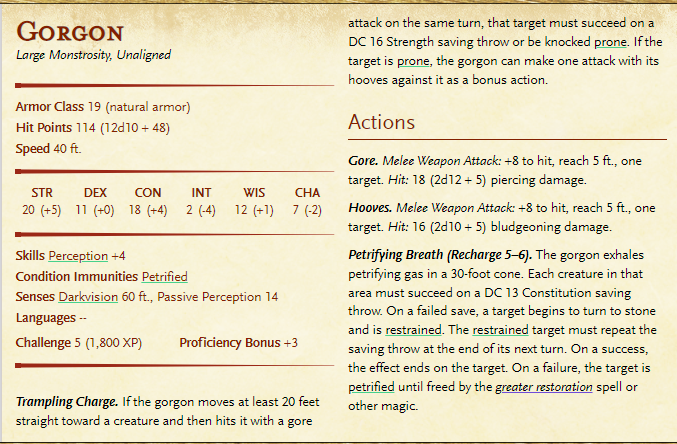 GORGON
Large Monstrosity, Unaligned
Armor Class 19 (natural armor)
Hit Points 114 (12d10 + 48)
Speed 40 ft.
STR DEX CON INT WIS CHA
20 (+5) 11 (+0) 18 (+4) 2 (-4) 12 (+1) 7 (-2)
Skills Perception +4
Condition Immunities Petrified
Senses Darkvision 60 ft., Passive Perception 14
Languages --
Challenge 5 (1,800 XP) Proficiency Bonus +3
Trampling Charge. If the gorgon moves at least 20 feet
straight toward a creature and then hits it with a gore
attack on the same turn, that target must succeed on a
DC 16 Strength saving throw or be knocked prone. If the
target is prone, the gorgon can make one attack with its
hooves against it as a bonus action.
Actions
Gore. Melee Weapon Attack: +8 to hit, reach 5 ft., one
target. Hit: 18 (2d12 + 5) piercing damage.
Hooves. Melee Weapon Attack: +8 to hit, reach 5 ft., one
target. Hit: 16 (2d10 + 5) bludgeoning damage.
Petrifying Breath (Recharge 5–6). The gorgon exhales
petrifying gas in a 30-foot cone. Each creature in that
area must succeed on a DC 13 Constitution saving
throw. On a failed save, a target begins to turn to stone
and is restrained. The restrained target must repeat the
saving throw at the end of its next turn. On a success,
the effect ends on the target. On a failure, the target is
petrified until freed by the greater restoration spell or
other magic.